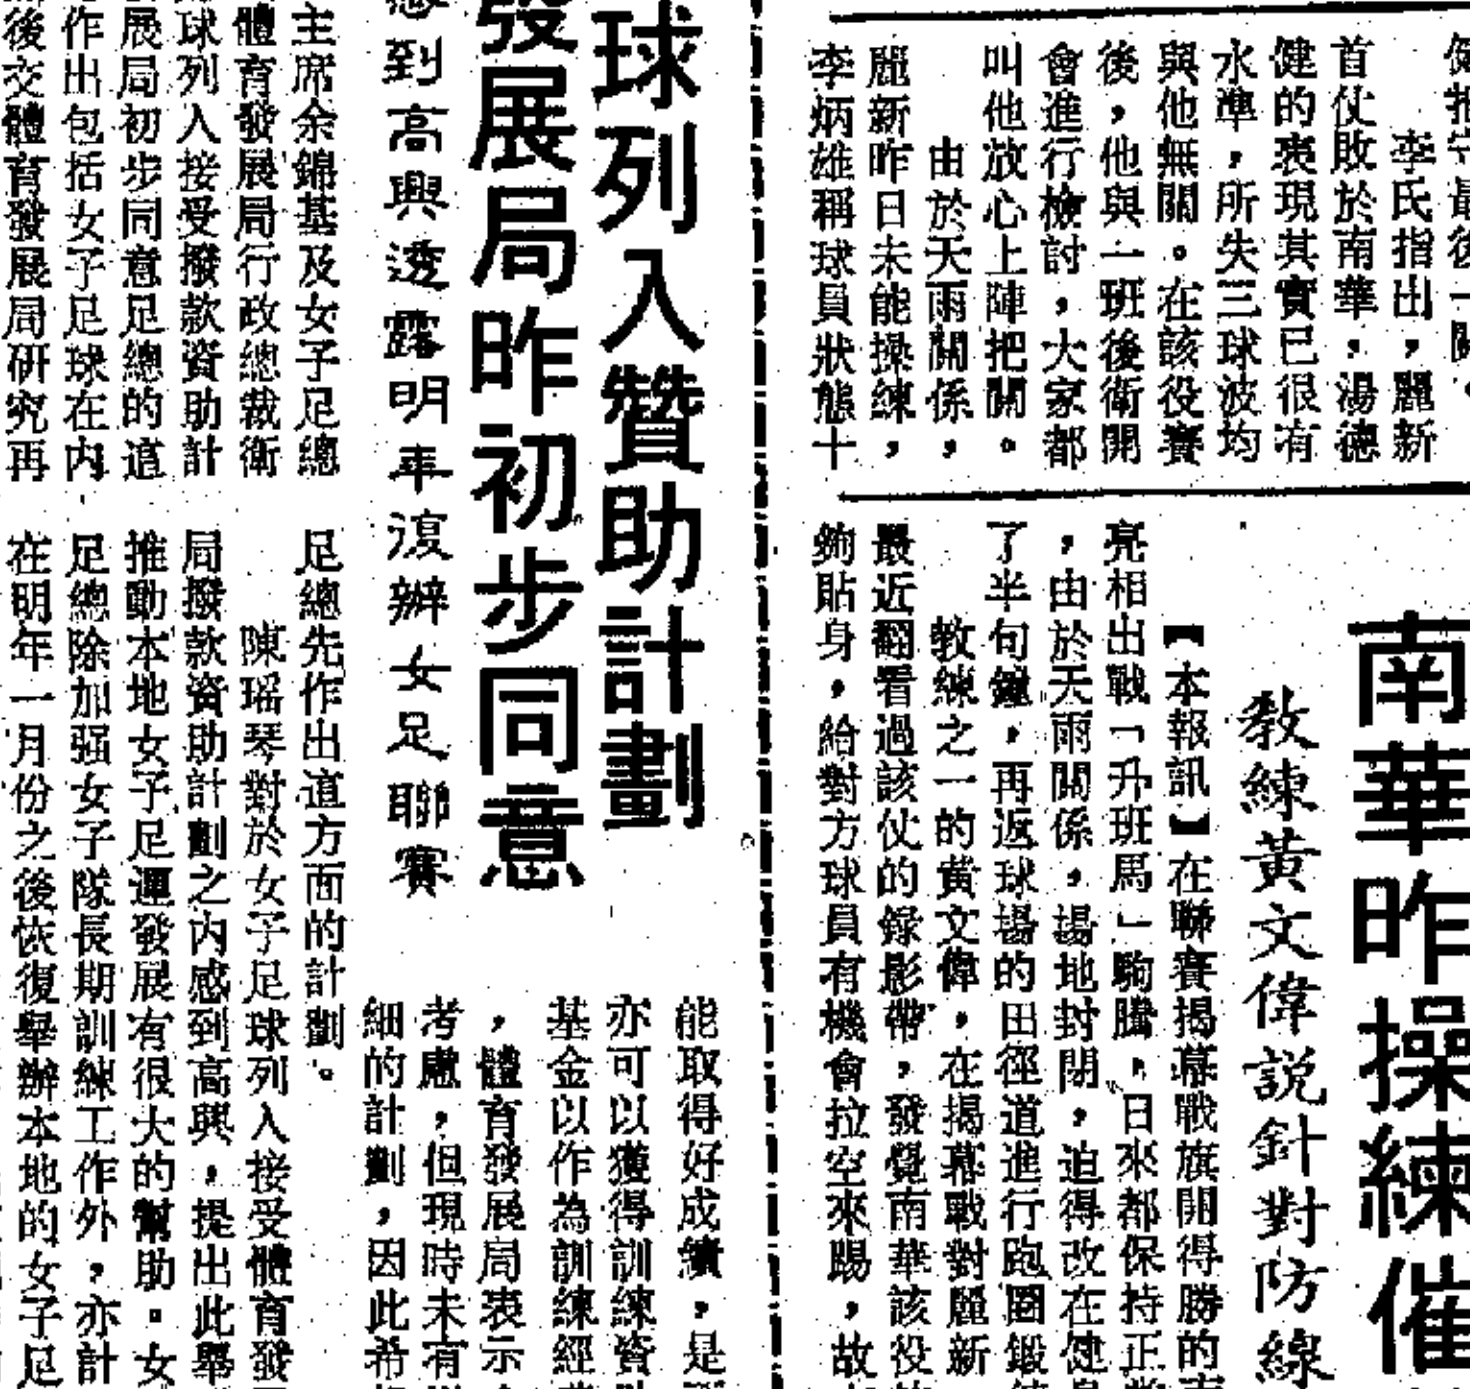 最後一關。
李氏指出，麗新
首仗敗於南華，湯德
健的表現其實已很有
水準，所失三球波均
與他無關。在該役賽
後，他與一班後衛開
會進行檢討，大家都
叫他放心上陣把關。
由於天雨關係，
麗新昨日未能操練，
李炳雄稱球員狀態十
南華昨操練催
教練黃文偉説針對防線
【本報訊】在聯賽揭幕戰旗開得勝的
亮相出戰「升班馬」駒騰，日來都保持正
，由於天雨關係，場地封閉，迫得改在健
了半句鐘，再返球場的田徑道進行跑圈鍛
教練之一的黃文偉，在揭幕戰對麗新
最近翻看過該仗的錄影帶，發覺南華該役
夠貼身，給對方球員有機會拉空來踢，故
球列入贊助計劃
發展局昨初步同意
感到高興透露明年復辦女足聯賽
能取得好成績，是
亦可以獲得訓練資
基金以作為訓練經
，體育發展局表示
考慮，但現時未有
細的計劃，因此希
主席余錦基及女子足總
體育發展局行政總裁衛
球列入接受撥款資助計
展局初步同意足總的這
作出包括女子足球在內
後交體育發展局研究再
足總先作出這方面的計劃。
陳瑶琴對於女子足球列入接受體育發
局撥款資助計劃之內感到高興，提出此舉
推動本地女子足運發展有很大的幫助。女
足總除加强女子隊長期訓練工作外，亦計
在明年一月份之後恢復舉辦本地的女子足